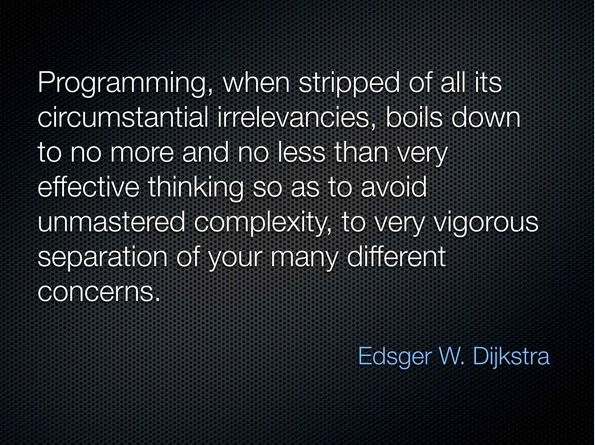 Programming, when stripped of all its
circumstantial irrelevancies, boils down
to no more and no less than very
effective thinking so as to avoid
unmastered complexity, to very vigorous
separation of your many different
concerns.
Edsger W. Dijkstra